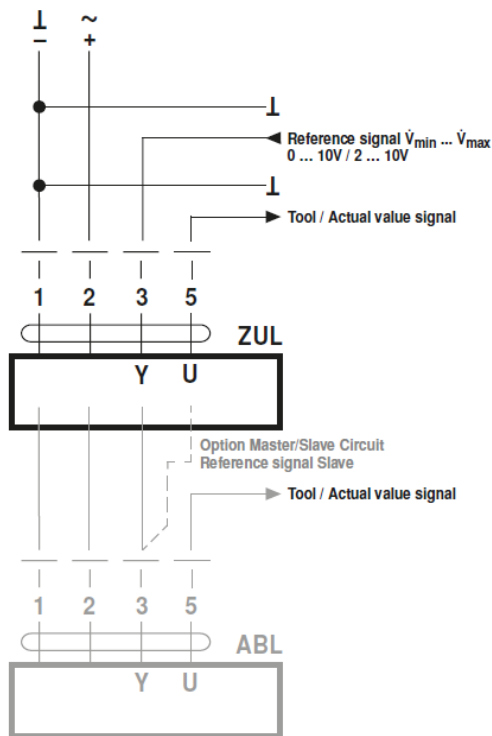 ⊥ ~
− +
⊥
Reference signal V̇min ... V̇max
0 ... 10V / 2 ... 10V
⊥
Tool / Actual value signal
1 2 3 5
ZUL
Y U
Option Master/Slave Circuit
Reference signal Slave
Tool / Actual value signal
1 2 3 5
ABL
Y U